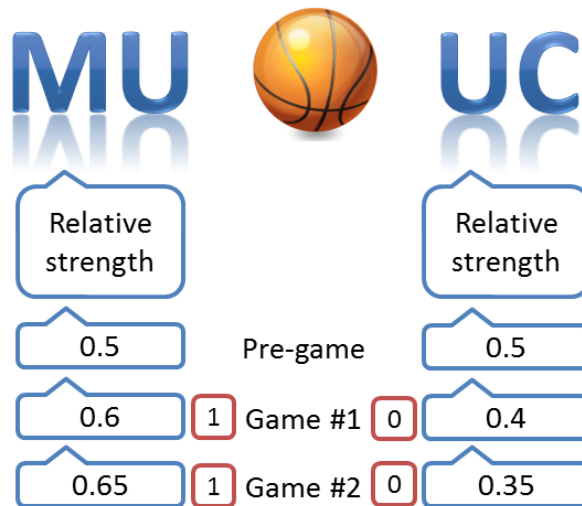 MU UC
Relative strength Relative strength
0.5 Pre-game 0.5
0.6 1 Game #1 0 0.4
0.65 1 Game #2 0 0.35